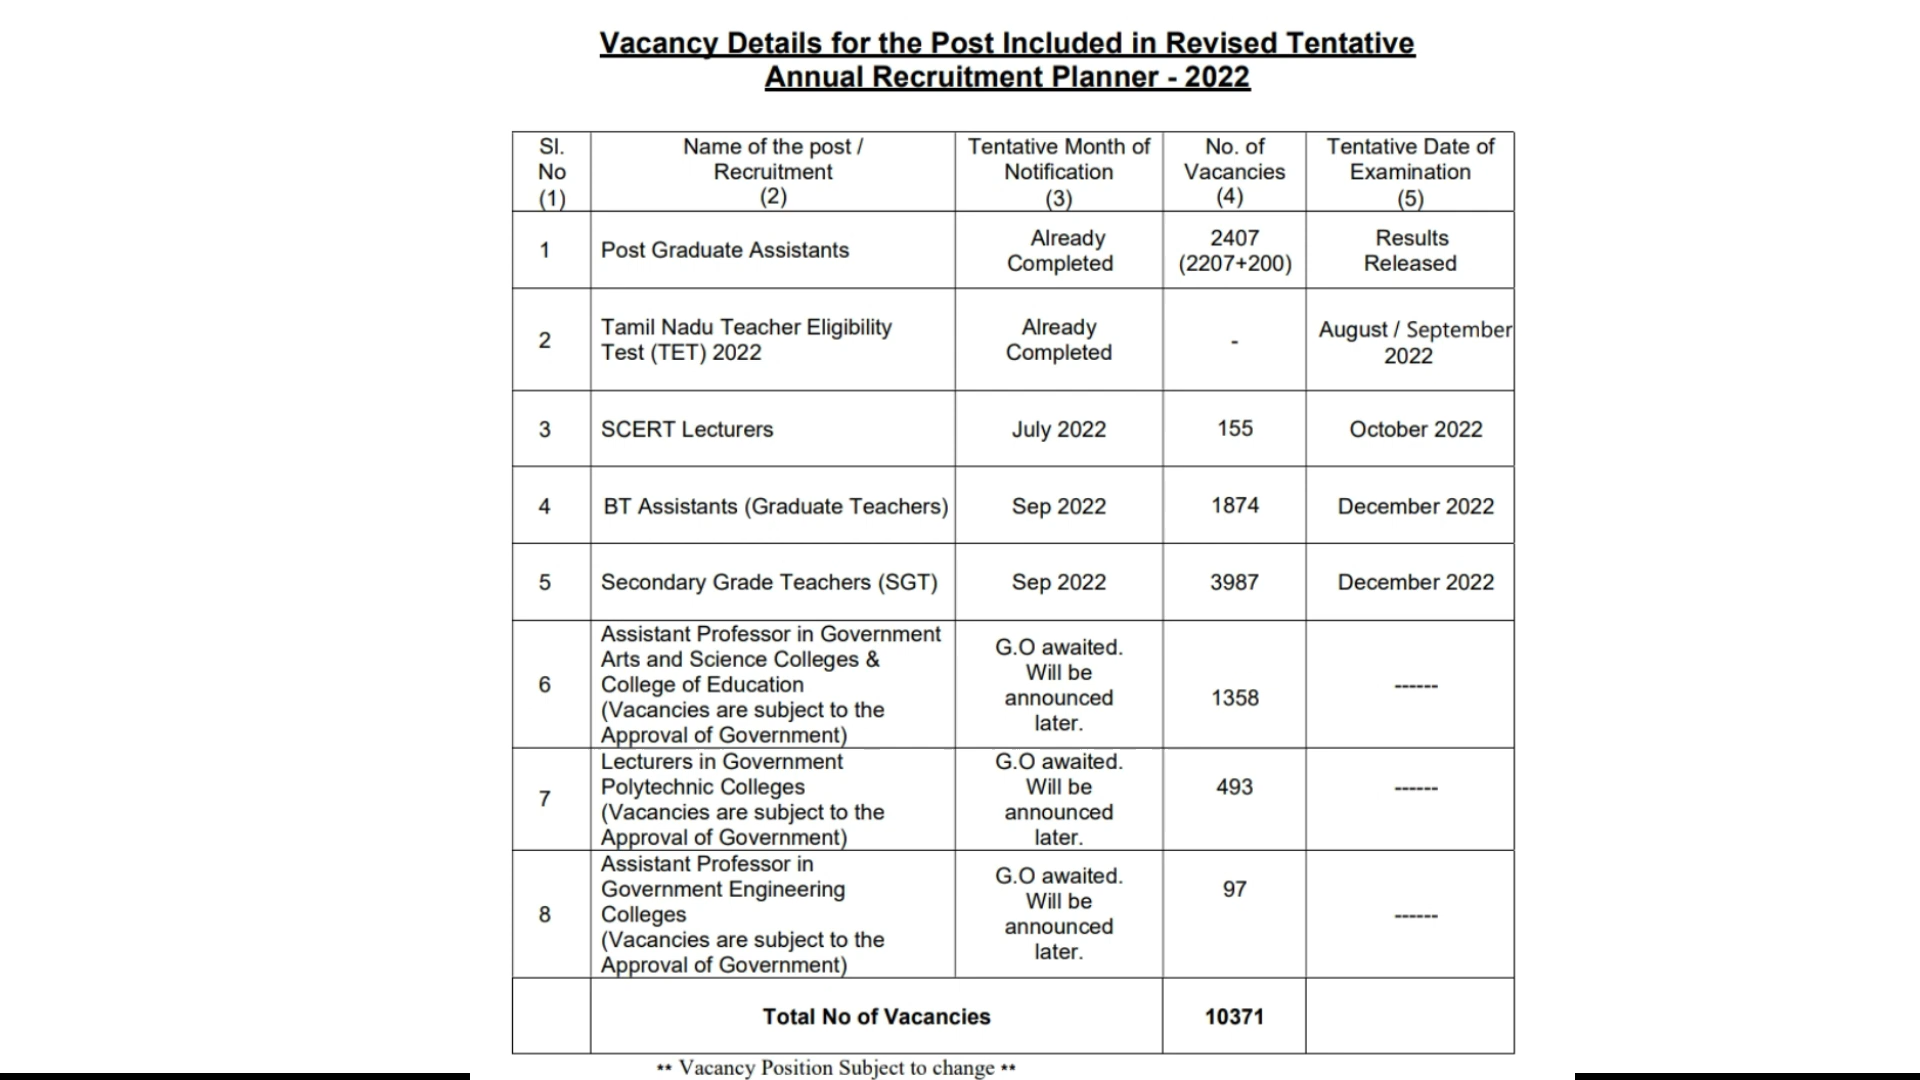 Vacancy Details for the Post Included in Revised Tentative
Annual Recruitment Planner - 2022
Sl.
No
(1)
Name of the post /
Recruitment
(2)
Tentative Month of
Notification
(3)
No. of
Vacancies
(4)
Tentative Date of
Examination
(5)
1
Post Graduate Assistants
Already
Completed
2407
(2207+200)
Results
Released
2
Tamil Nadu Teacher Eligibility
Test (TET) 2022
Already
Completed
-
August / September
2022
3
SCERT Lecturers
July 2022
155
October 2022
4
BT Assistants (Graduate Teachers)
Sep 2022
1874
December 2022
5
Secondary Grade Teachers (SGT)
Sep 2022
3987
December 2022
6
Assistant Professor in Government
Arts and Science Colleges &
College of Education
(Vacancies are subject to the
Approval of Government)
G.O awaited.
Will be
announced
later.
1358
------
7
Lecturers in Government
Polytechnic Colleges
(Vacancies are subject to the
Approval of Government)
G.O awaited.
Will be
announced
later.
493
------
8
Assistant Professor in
Government Engineering
Colleges
(Vacancies are subject to the
Approval of Government)
G.O awaited.
Will be
announced
later.
97
------
Total No of Vacancies
10371
** Vacancy Position Subject to change **